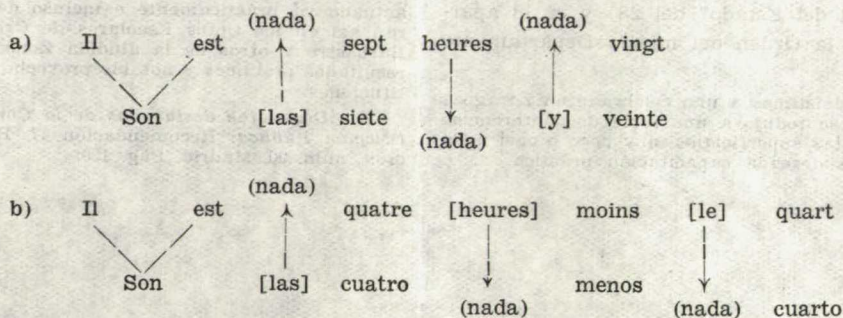 (nada) (nada)
a) Il est sept heures vingt
Son [las] siete [y] veinte
(nada)
(nada)
b) Il est quatre [heures] moins [le] quart
Son [las] cuatro menos cuarto
(nada) (nada)